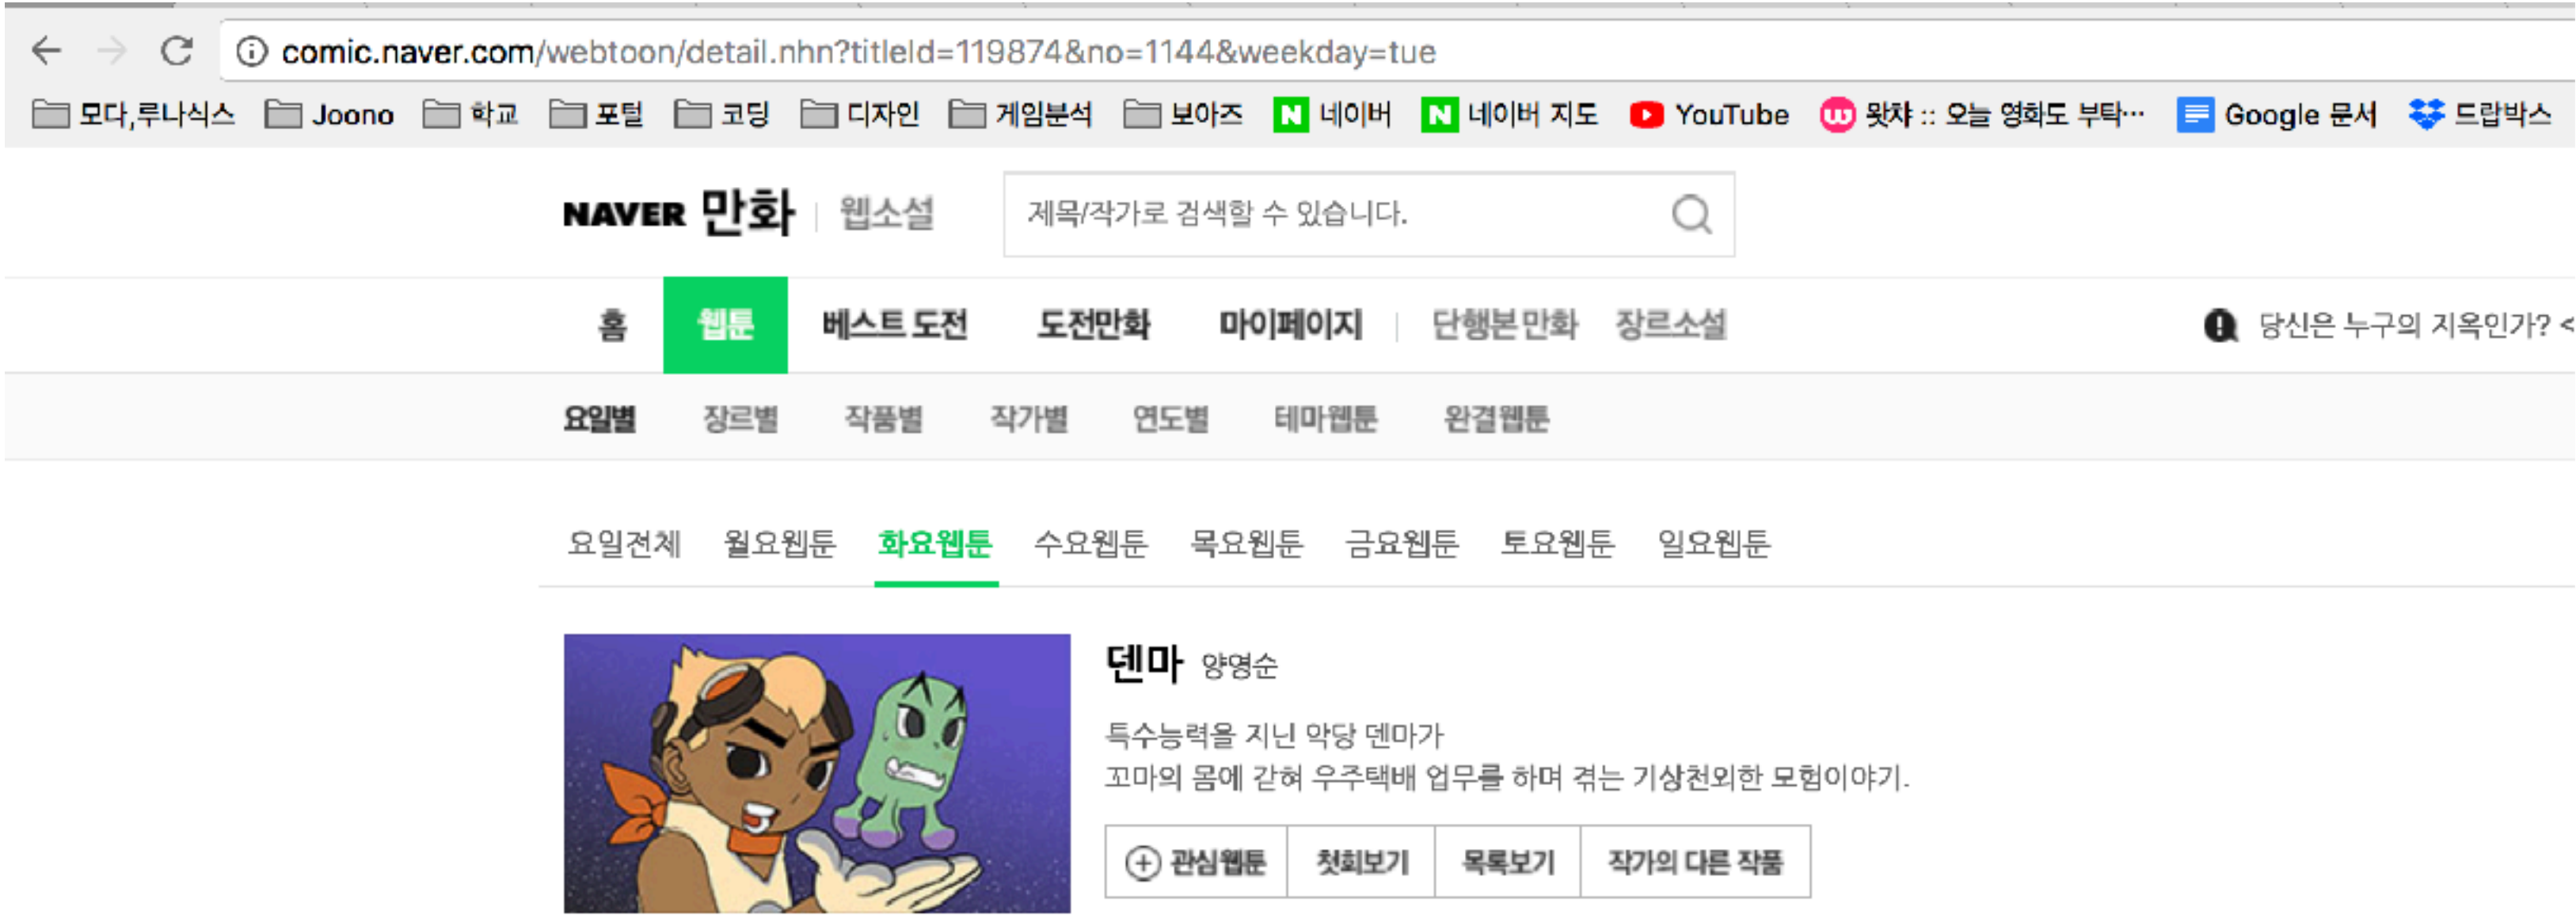 comic.naver.com/webtoon/detail.nhn?titleId=119874&no=1144&weekday=tue
모다,루나식스 Joono 학교 포털 코딩 디자인 게임분석 보아즈 N 네이버 N 네이버 지도 YouTube w 왓챠 :: 오늘 영화도 부탁… Google 문서 드랍박스
NAVER 만화 웹소설 제목/작가로 검색할 수 있습니다.
홈 웹툰 베스트 도전 도전만화 마이페이지 단행본 만화 장르소설 당신은 누구의 지옥인가? <
요일별 장르별 작품별 작가별 연도별 테마웹툰 완결웹툰
요일전체 월요웹툰 화요웹툰 수요웹툰 목요웹툰 금요웹툰 토요웹툰 일요웹툰
덴마 양영순
특수능력을 지닌 악당 덴마가
꼬마의 몸에 갇혀 우주택배 업무를 하며 겪는 기상천외한 모험이야기.
관심웹툰 첫회보기 목록보기 작가의 다른 작품